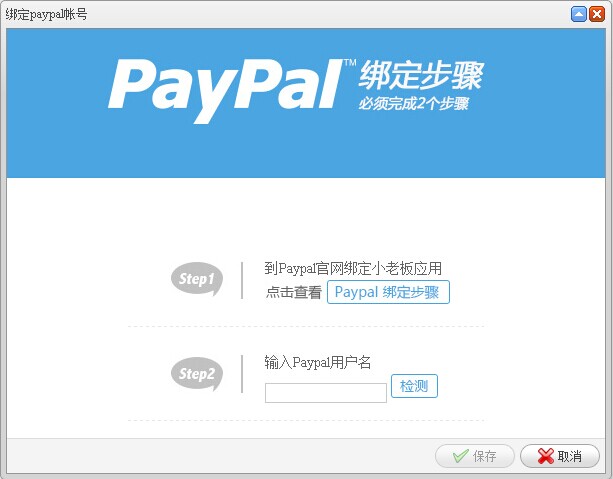 绑定paypal帐号
PayPal™ 绑定步骤
必须完成2个步骤
Step1
到Paypal官网绑定小老板应用
点击查看 Paypal 绑定步骤
Step2
输入Paypal用户名
检测
保存 取消